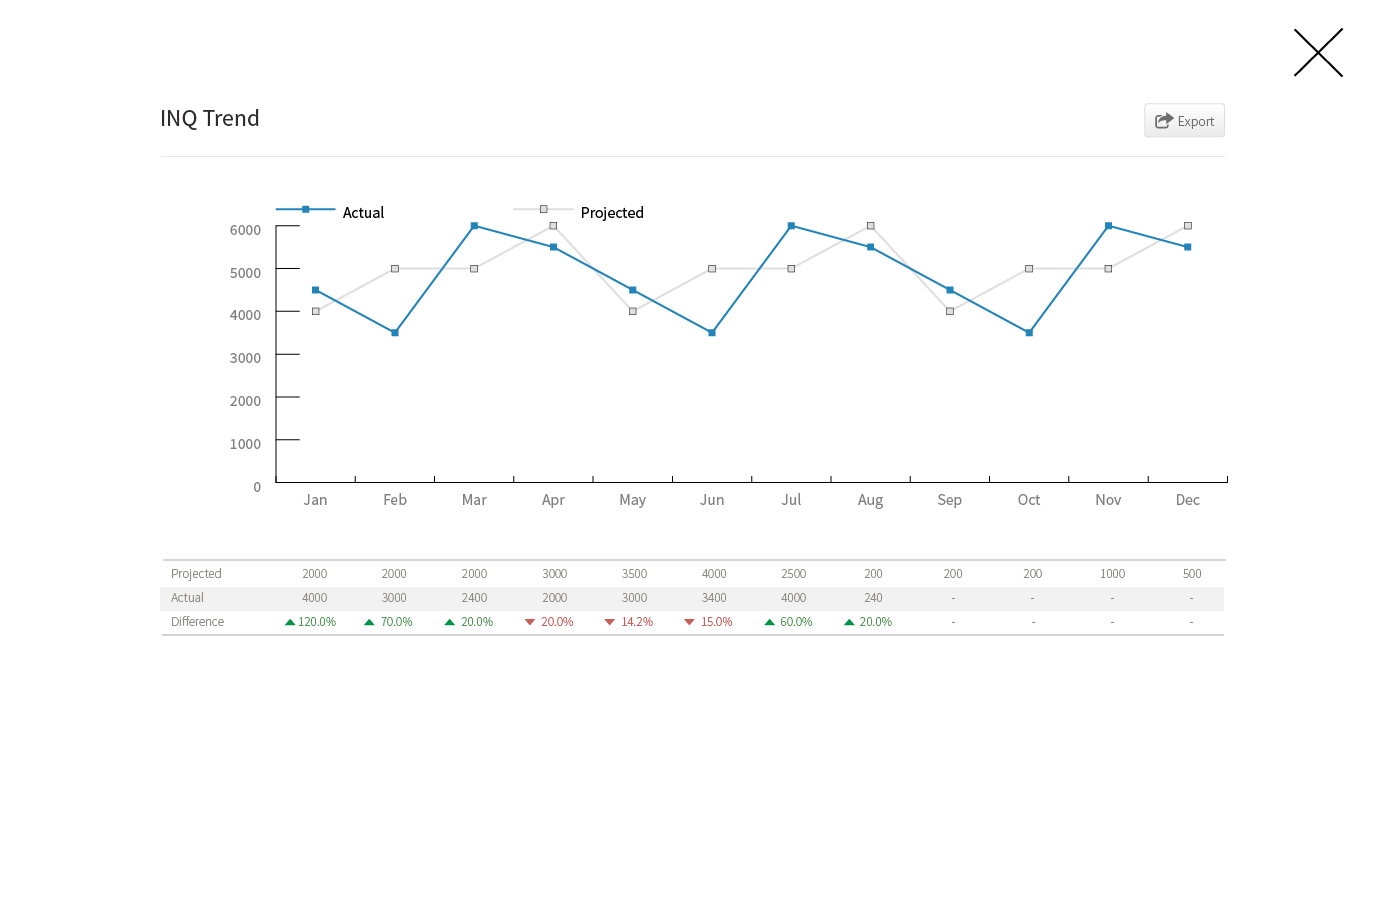 INQ Trend
Export
Actual Projected
6000
5000
4000
3000
2000
1000
0
Jan Feb Mar Apr May Jun Jul Aug Sep Oct Nov Dec
Projected 2000 2000 2000 3000 3500 4000 2500 200 200 200 1000 500
Actual 4000 3000 2400 2000 3000 3400 4000 240 - - - -
Difference 120.0% 70.0% 20.0% 20.0% 14.2% 15.0% 60.0% 20.0% - - - -